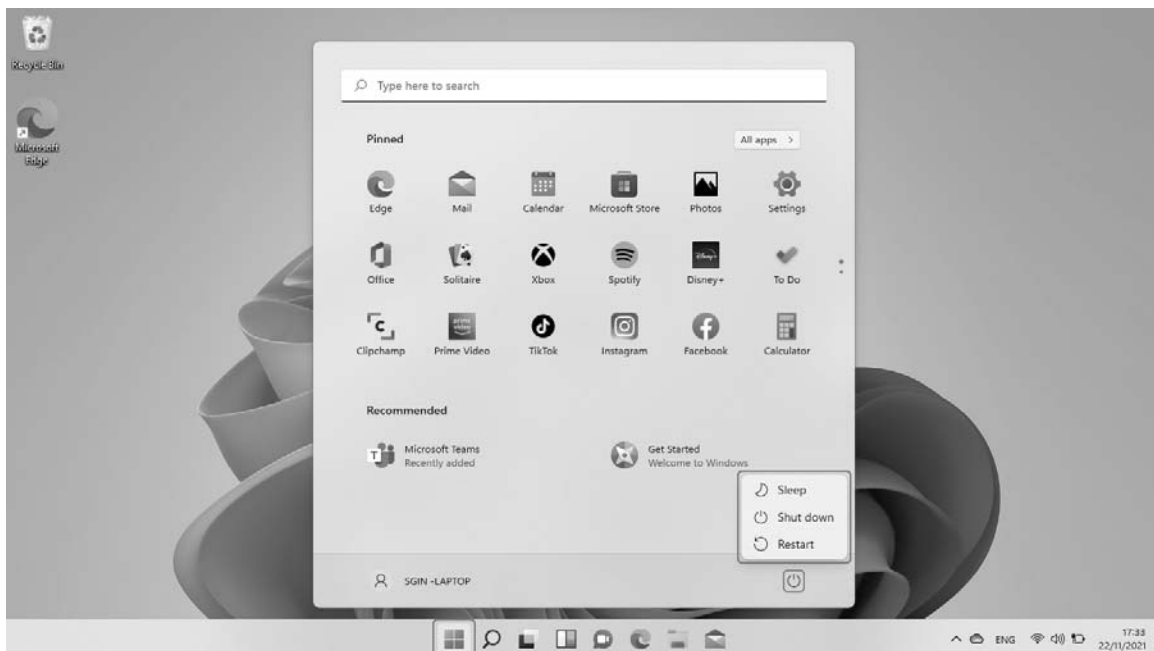 Recycle Bin
Microsoft
Edge
Type here to search
Pinned
All apps >
Edge
Mail
Calendar
Microsoft Store
Photos
Settings
Office
Solitaire
Xbox
Spotify
Disney+
To Do
Clipchamp
Prime Video
TikTok
Instagram
Facebook
Calculator
Recommended
Microsoft Teams
Recently added
Get Started
Welcome to Windows
Sleep
Shut down
Restart
SGIN -LAPTOP
ENG
17:33
22/11/2021